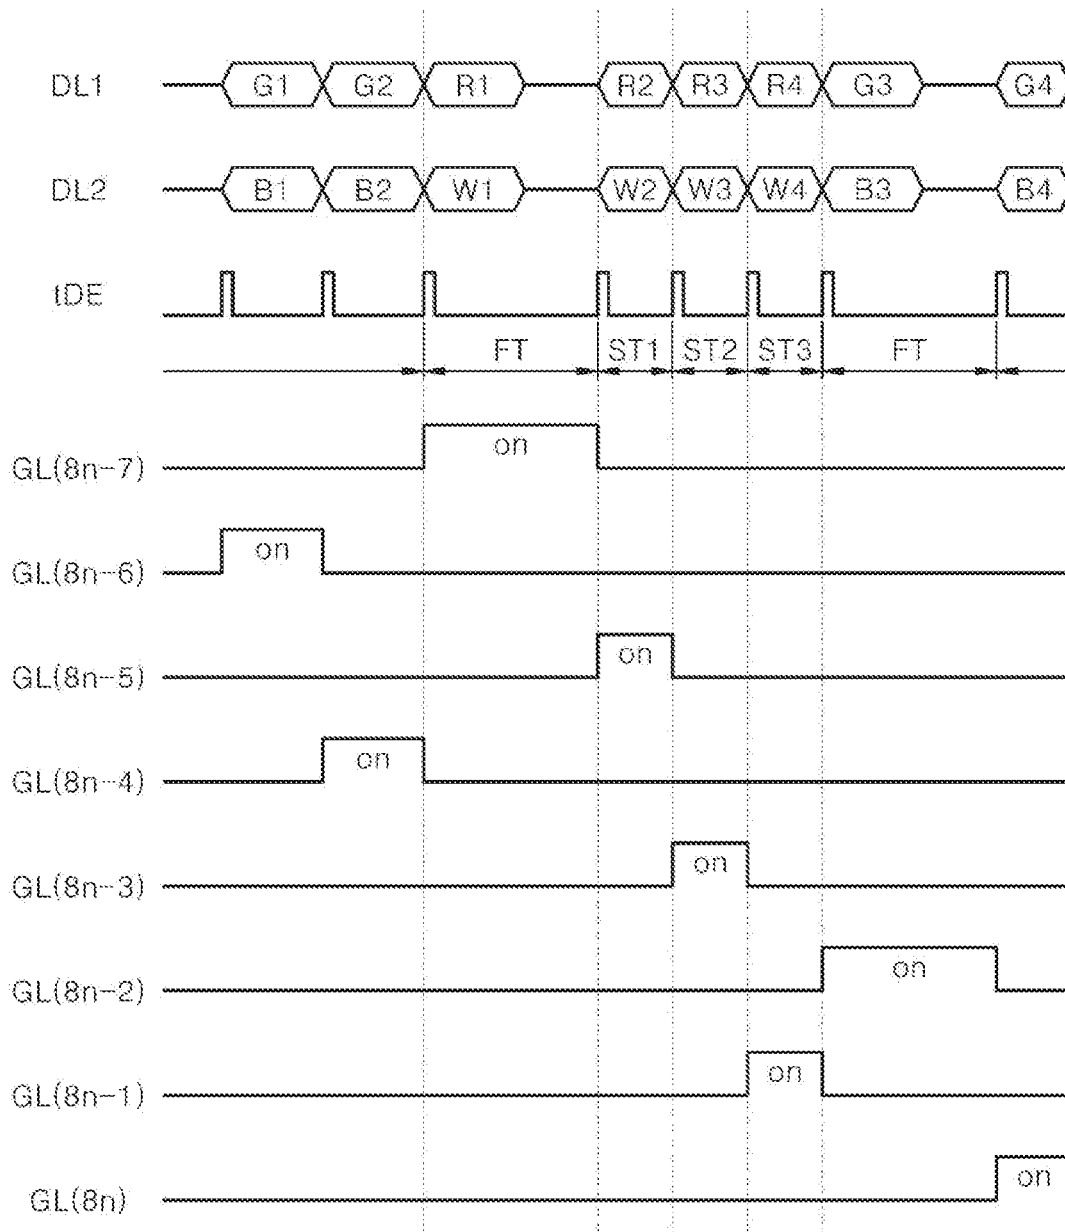 DL1 G1 G2 R1 R2 R3 R4 G3 G4
DL2 B1 B2 W1 W2 W3 W4 B3 B4
tDE
FT ST1 ST2 ST3 FT
GL(8n-7) on
GL(8n-6) on
GL(8n-5) on
GL(8n-4) on
GL(8n-3) on
GL(8n-2) on
GL(8n-1) on
GL(8n) on